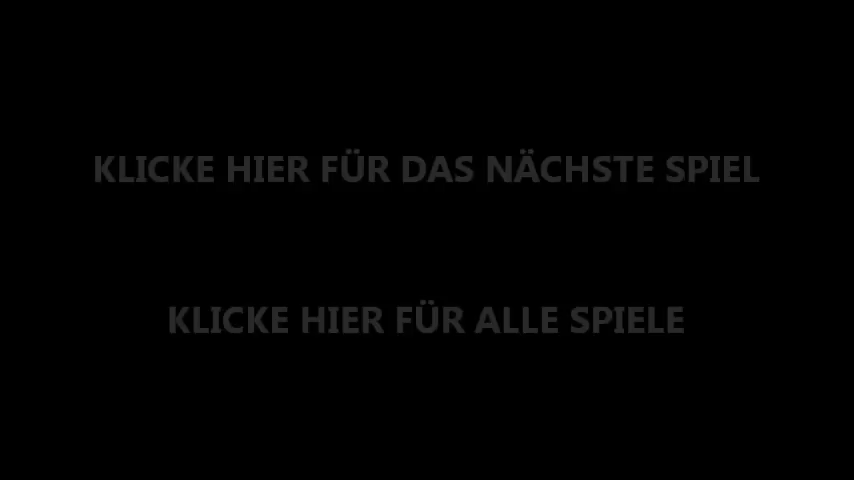 KLICKE HIER FÜR DAS NÄCHSTE SPIEL
KLICKE HIER FÜR ALLE SPIELE